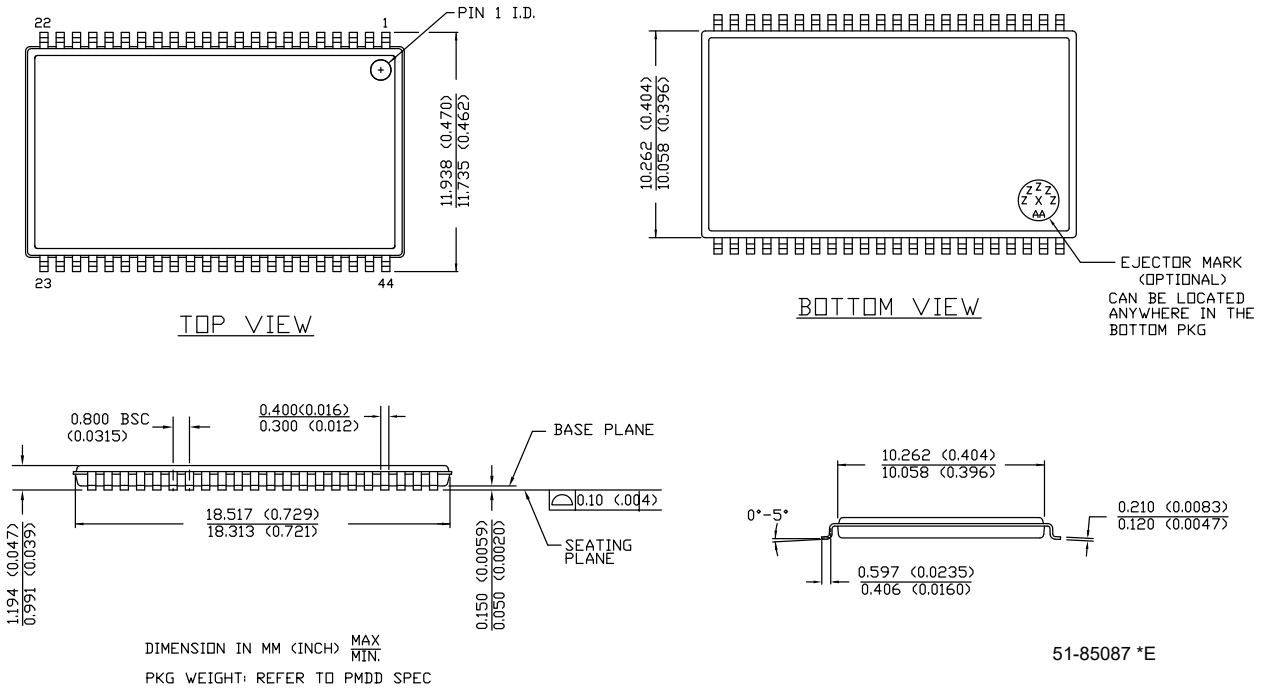 22
1
PIN 1 I.D.
11.938 (0.470)
11.735 (0.462)
23
44
TOP VIEW
10.262 (0.404)
10.058 (0.396)
Z Z Z
Z X Z
AA
EJECTOR MARK
(OPTIONAL)
CAN BE LOCATED
ANYWHERE IN THE
BOTTOM PKG
BOTTOM VIEW
0.800 BSC
(0.0315)
0.400(0.016)
0.300 (0.012)
BASE PLANE
0.10 (.004)
SEATING
PLANE
18.517 (0.729)
18.313 (0.721)
1.194 (0.047)
0.991 (0.039)
0.150 (0.0059)
0.050 (0.0020)
10.262 (0.404)
10.058 (0.396)
0°-5°
0.210 (0.0083)
0.120 (0.0047)
0.597 (0.0235)
0.406 (0.0160)
DIMENSION IN MM (INCH) MAX
MIN.
PKG WEIGHT: REFER TO PMDD SPEC
51-85087 *E